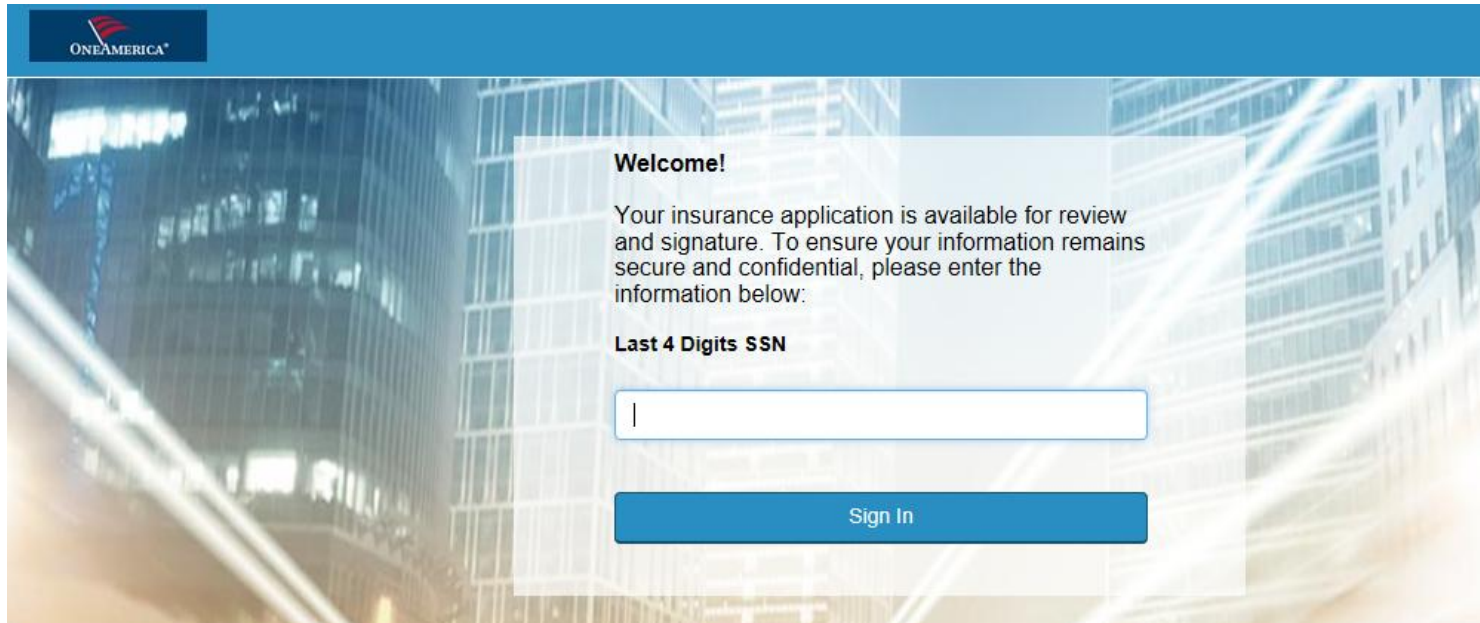 ONEAMERICA®
Welcome!
Your insurance application is available for review
and signature. To ensure your information remains
secure and confidential, please enter the
information below:
Last 4 Digits SSN
Sign In